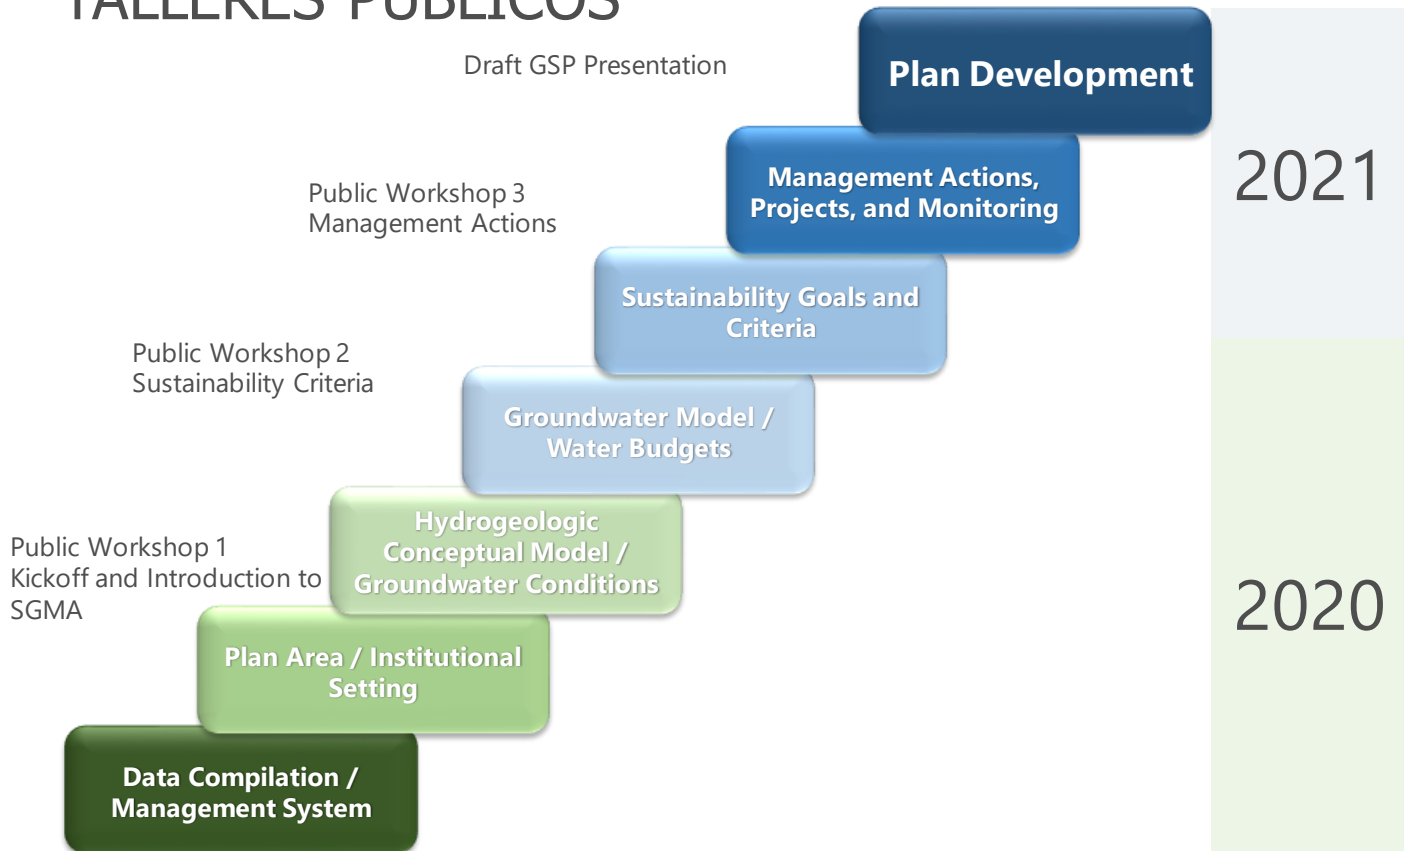 TALLERES PÚBLICOS
Draft GSP Presentation
Plan Development
2021
Management Actions,
Projects, and Monitoring
Public Workshop 3
Management Actions
Sustainability Goals and
Criteria
Public Workshop 2
Sustainability Criteria
Groundwater Model /
Water Budgets
Hydrogeologic
Conceptual Model /
Groundwater Conditions
Public Workshop 1
Kickoff and Introduction to
SGMA
2020
Plan Area / Institutional
Setting
Data Compilation /
Management System